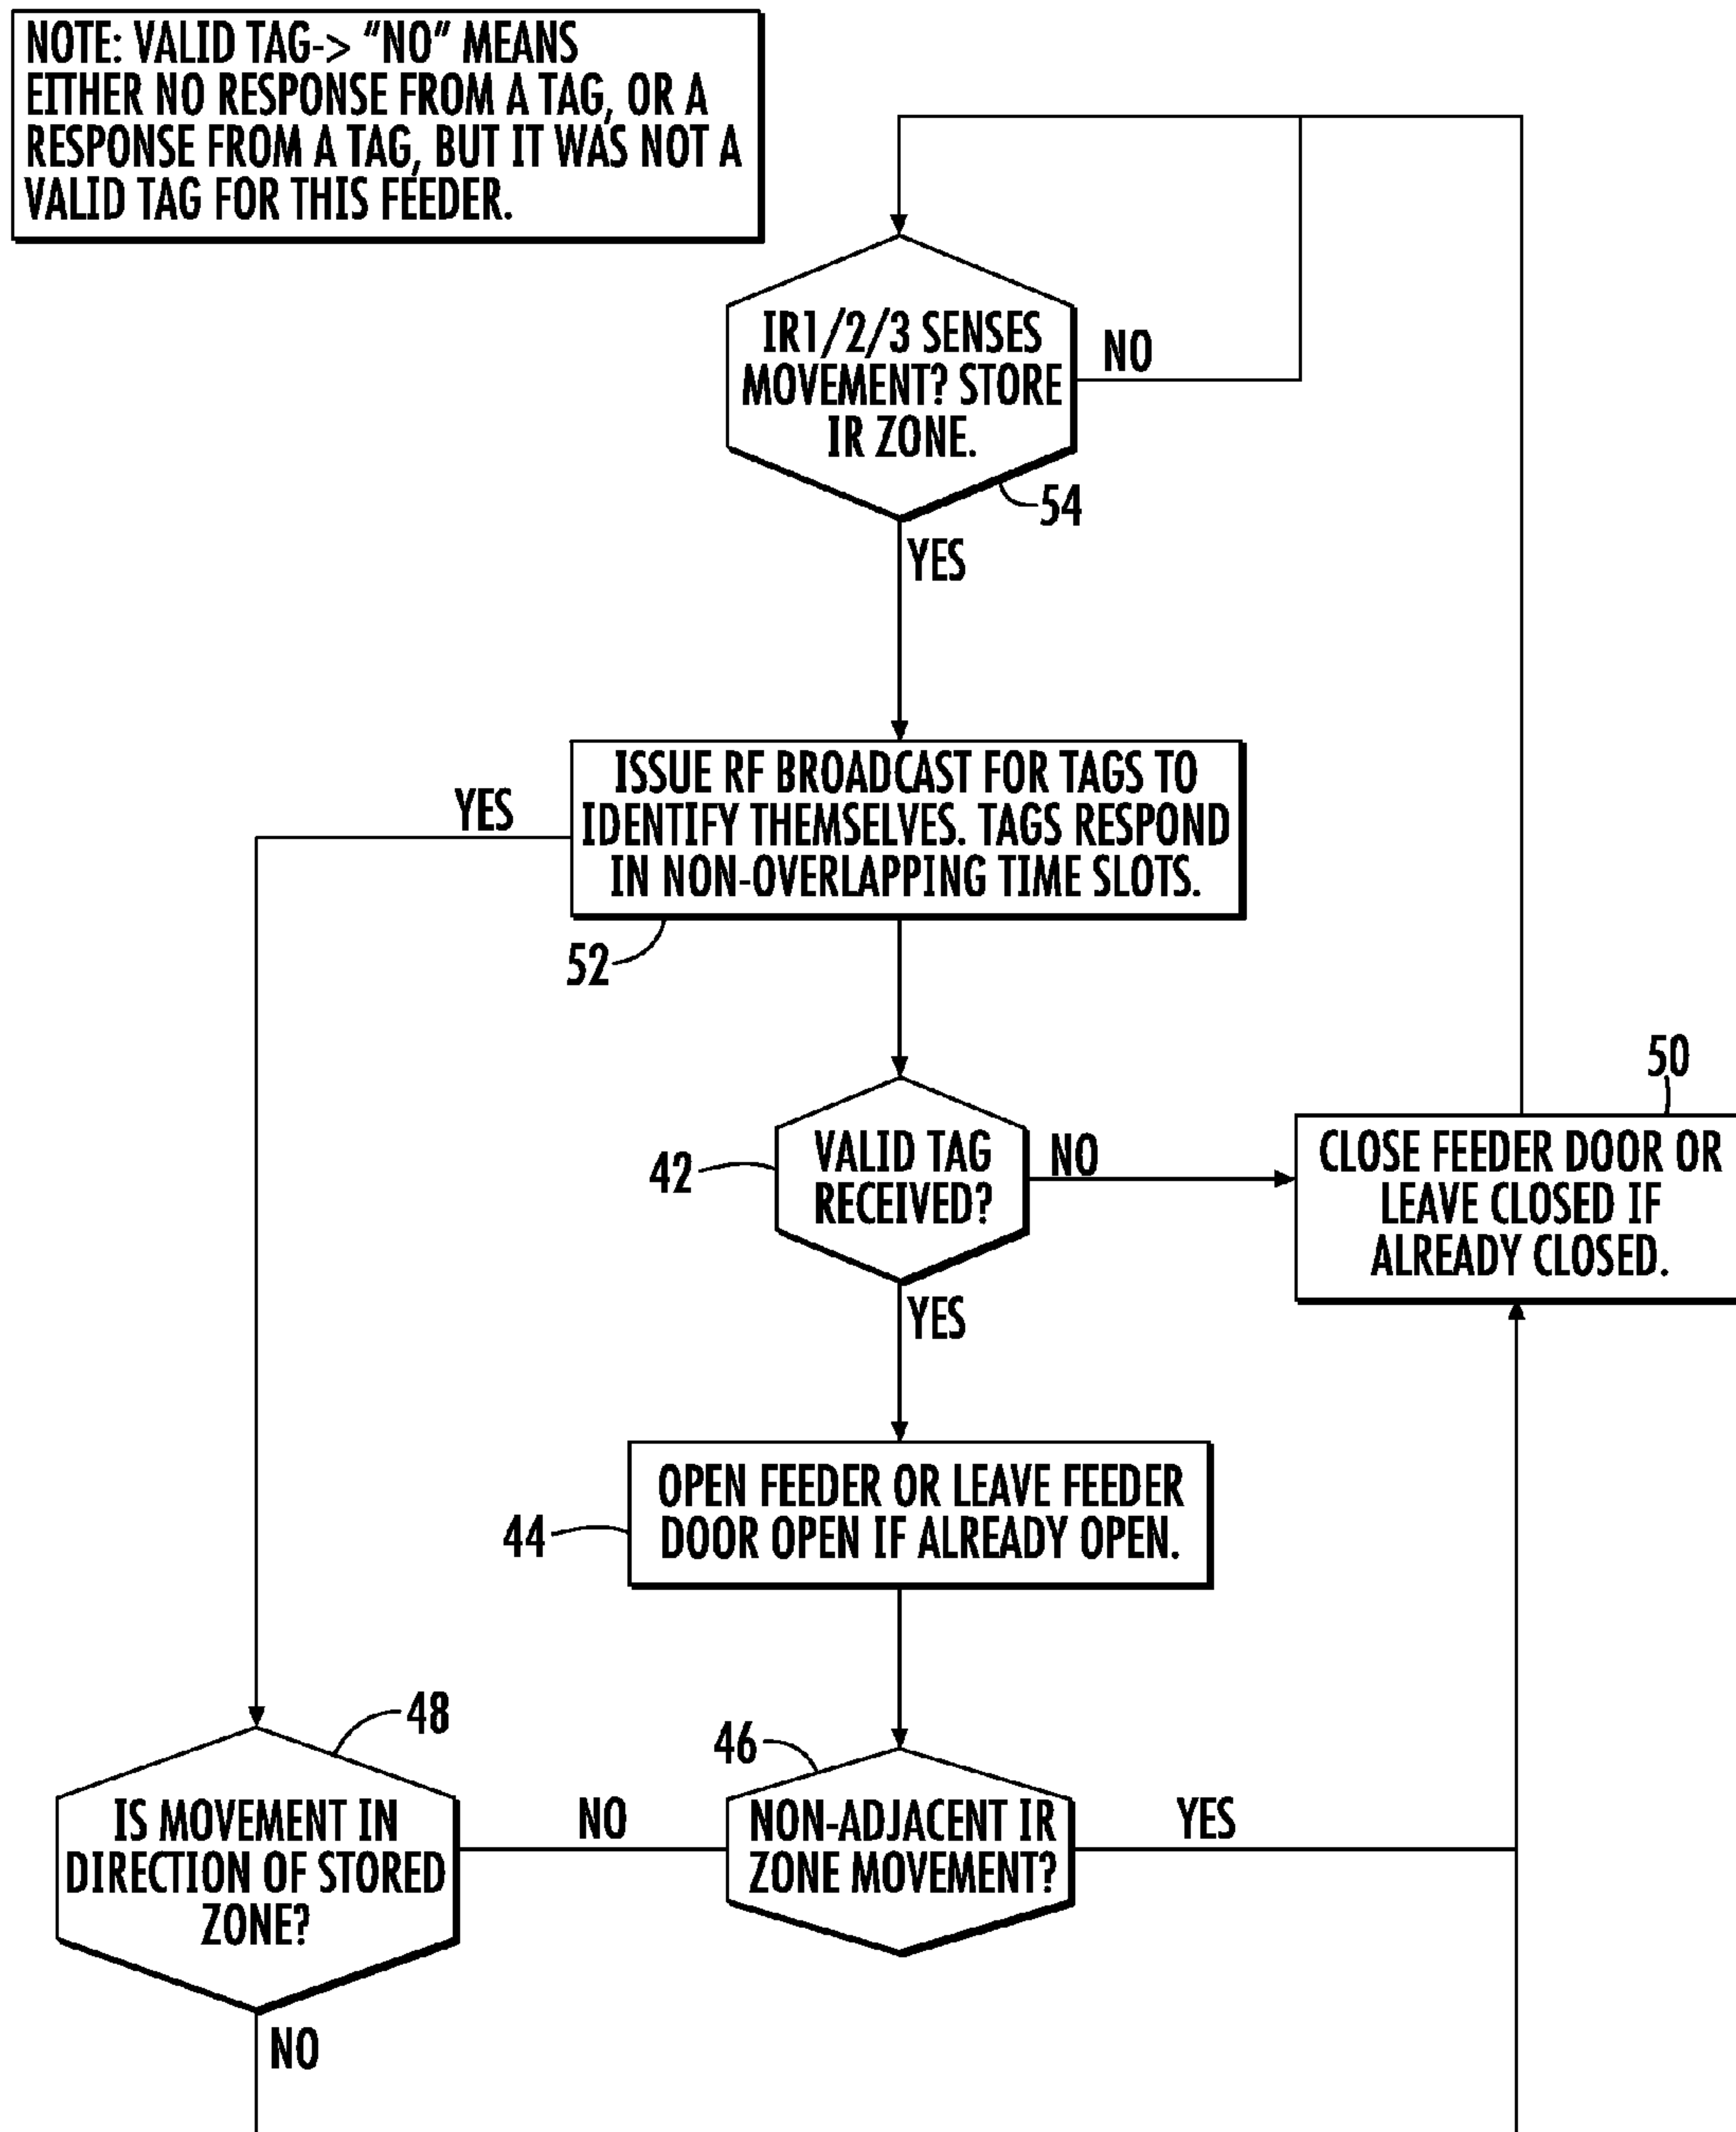 NOTE: VALID TAG-> "NO" MEANS
EITHER NO RESPONSE FROM A TAG, OR A
RESPONSE FROM A TAG, BUT IT WAS NOT A
VALID TAG FOR THIS FEEDER.
IR1/2/3 SENSES
MOVEMENT? STORE
IR ZONE.
NO
54
YES
ISSUE RF BROADCAST FOR TAGS TO
IDENTIFY THEMSELVES. TAGS RESPOND
IN NON-OVERLAPPING TIME SLOTS.
YES
52
VALID TAG
RECEIVED?
42
NO
50
CLOSE FEEDER DOOR OR
LEAVE CLOSED IF
ALREADY CLOSED.
YES
OPEN FEEDER OR LEAVE FEEDER
DOOR OPEN IF ALREADY OPEN.
44
48
46
IS MOVEMENT IN
DIRECTION OF STORED
ZONE?
NO
NON-ADJACENT IR
ZONE MOVEMENT?
YES
NO